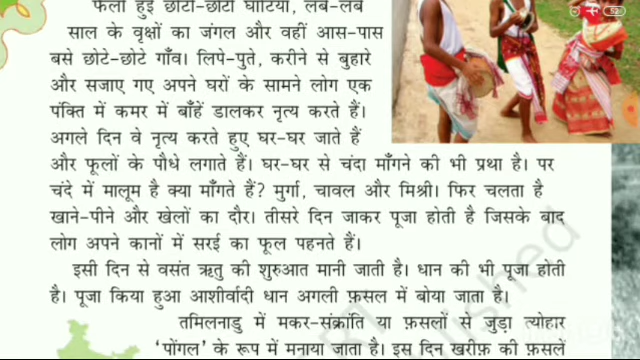 फैली हुई छोटी-छोटी घाटियाँ, लंबे-लंबे
साल के वृक्षों का जंगल और वहीं आस-पास
बसे छोटे-छोटे गाँव। लिपे-पुते, करीने से बुहारे
और सजाए गए अपने घरों के सामने लोग एक
पंक्ति में कमर में बाँहें डालकर नृत्य करते हैं।
अगले दिन वे नृत्य करते हुए घर-घर जाते हैं
और फूलों के पौधे लगाते हैं। घर-घर से चंदा माँगने की भी प्रथा है। पर
चंदे में मालूम है क्या माँगते हैं? मुर्गा, चावल और मिश्री। फिर चलता है
खाने-पीने और खेलों का दौर। तीसरे दिन जाकर पूजा होती है जिसके बाद
लोग अपने कानों में सरई का फूल पहनते हैं।
इसी दिन से वसंत ऋतु की शुरुआत मानी जाती है। धान की भी पूजा होती
है। पूजा किया हुआ आशीर्वादी धान अगली फ़सल में बोया जाता है।
तमिलनाडु में मकर-संक्रांति या फ़सलों से जुड़ा त्योहार
'पोंगल' के रूप में मनाया जाता है। इस दिन खरीफ़ की फ़सलें